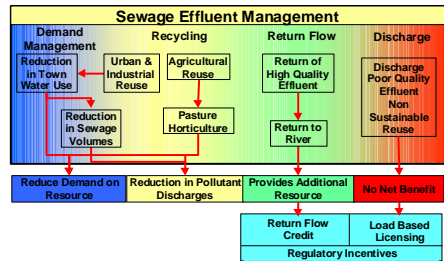 Sewage Effluent Management
Demand
Management
Recycling
Return Flow
Discharge
Reduction
in Town
Water Use
Urban &
Industrial
Reuse
Agricultural
Reuse
Return of
High Quality
Effluent
Discharge
Poor Quality
Effluent
Non
Sustainable
Reuse
Reduction
in Sewage
Volumes
Pasture
Horticulture
Return to
River
Reduce Demand on
Resource
Reduction in Pollutant
Discharges
Provides Additional
Resource
No Net Benefit
Return Flow
Credit
Load Based
Licensing
Regulatory Incentives